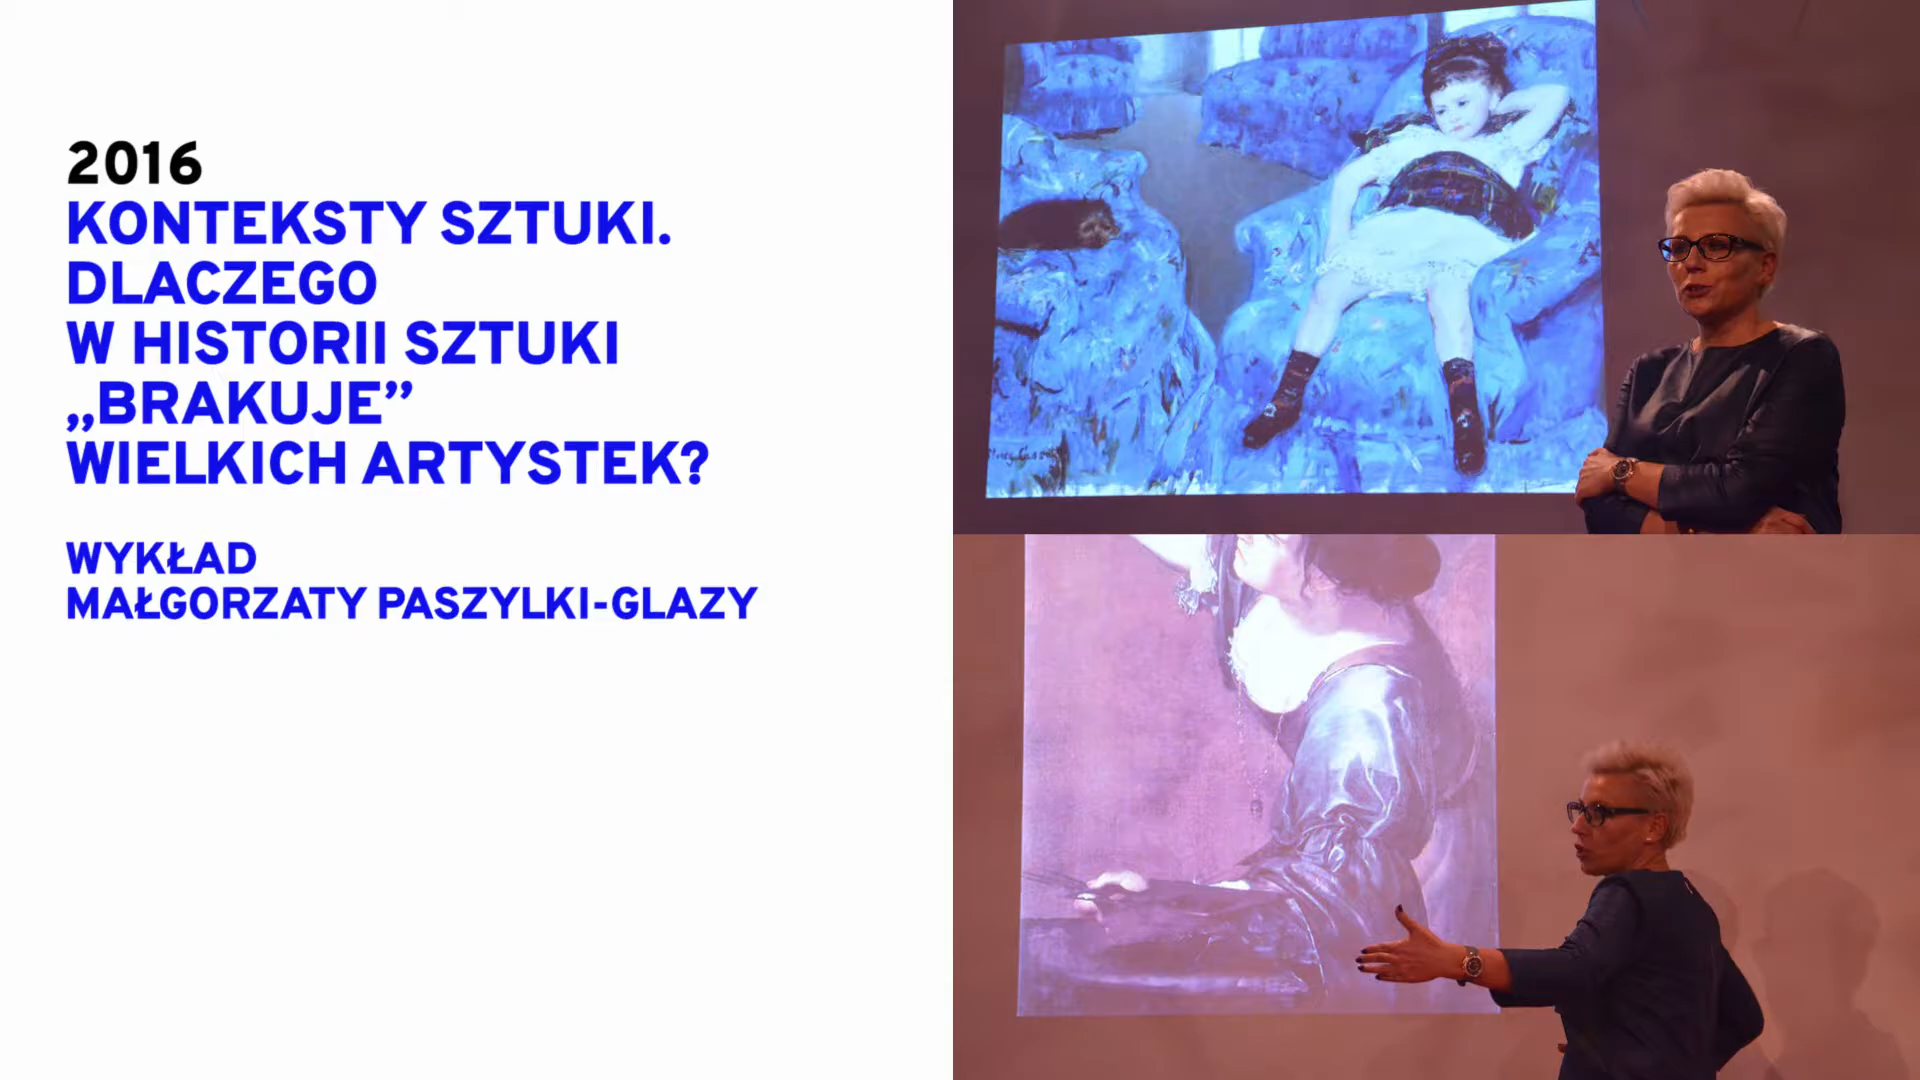 2016
KONTEKSTY SZTUKI.
DLACZEGO
W HISTORII SZTUKI
„BRAKUJE”
WIELKICH ARTYSTEK?
WYKŁAD
MAŁGORZATY PASZYLKI-GLAZY